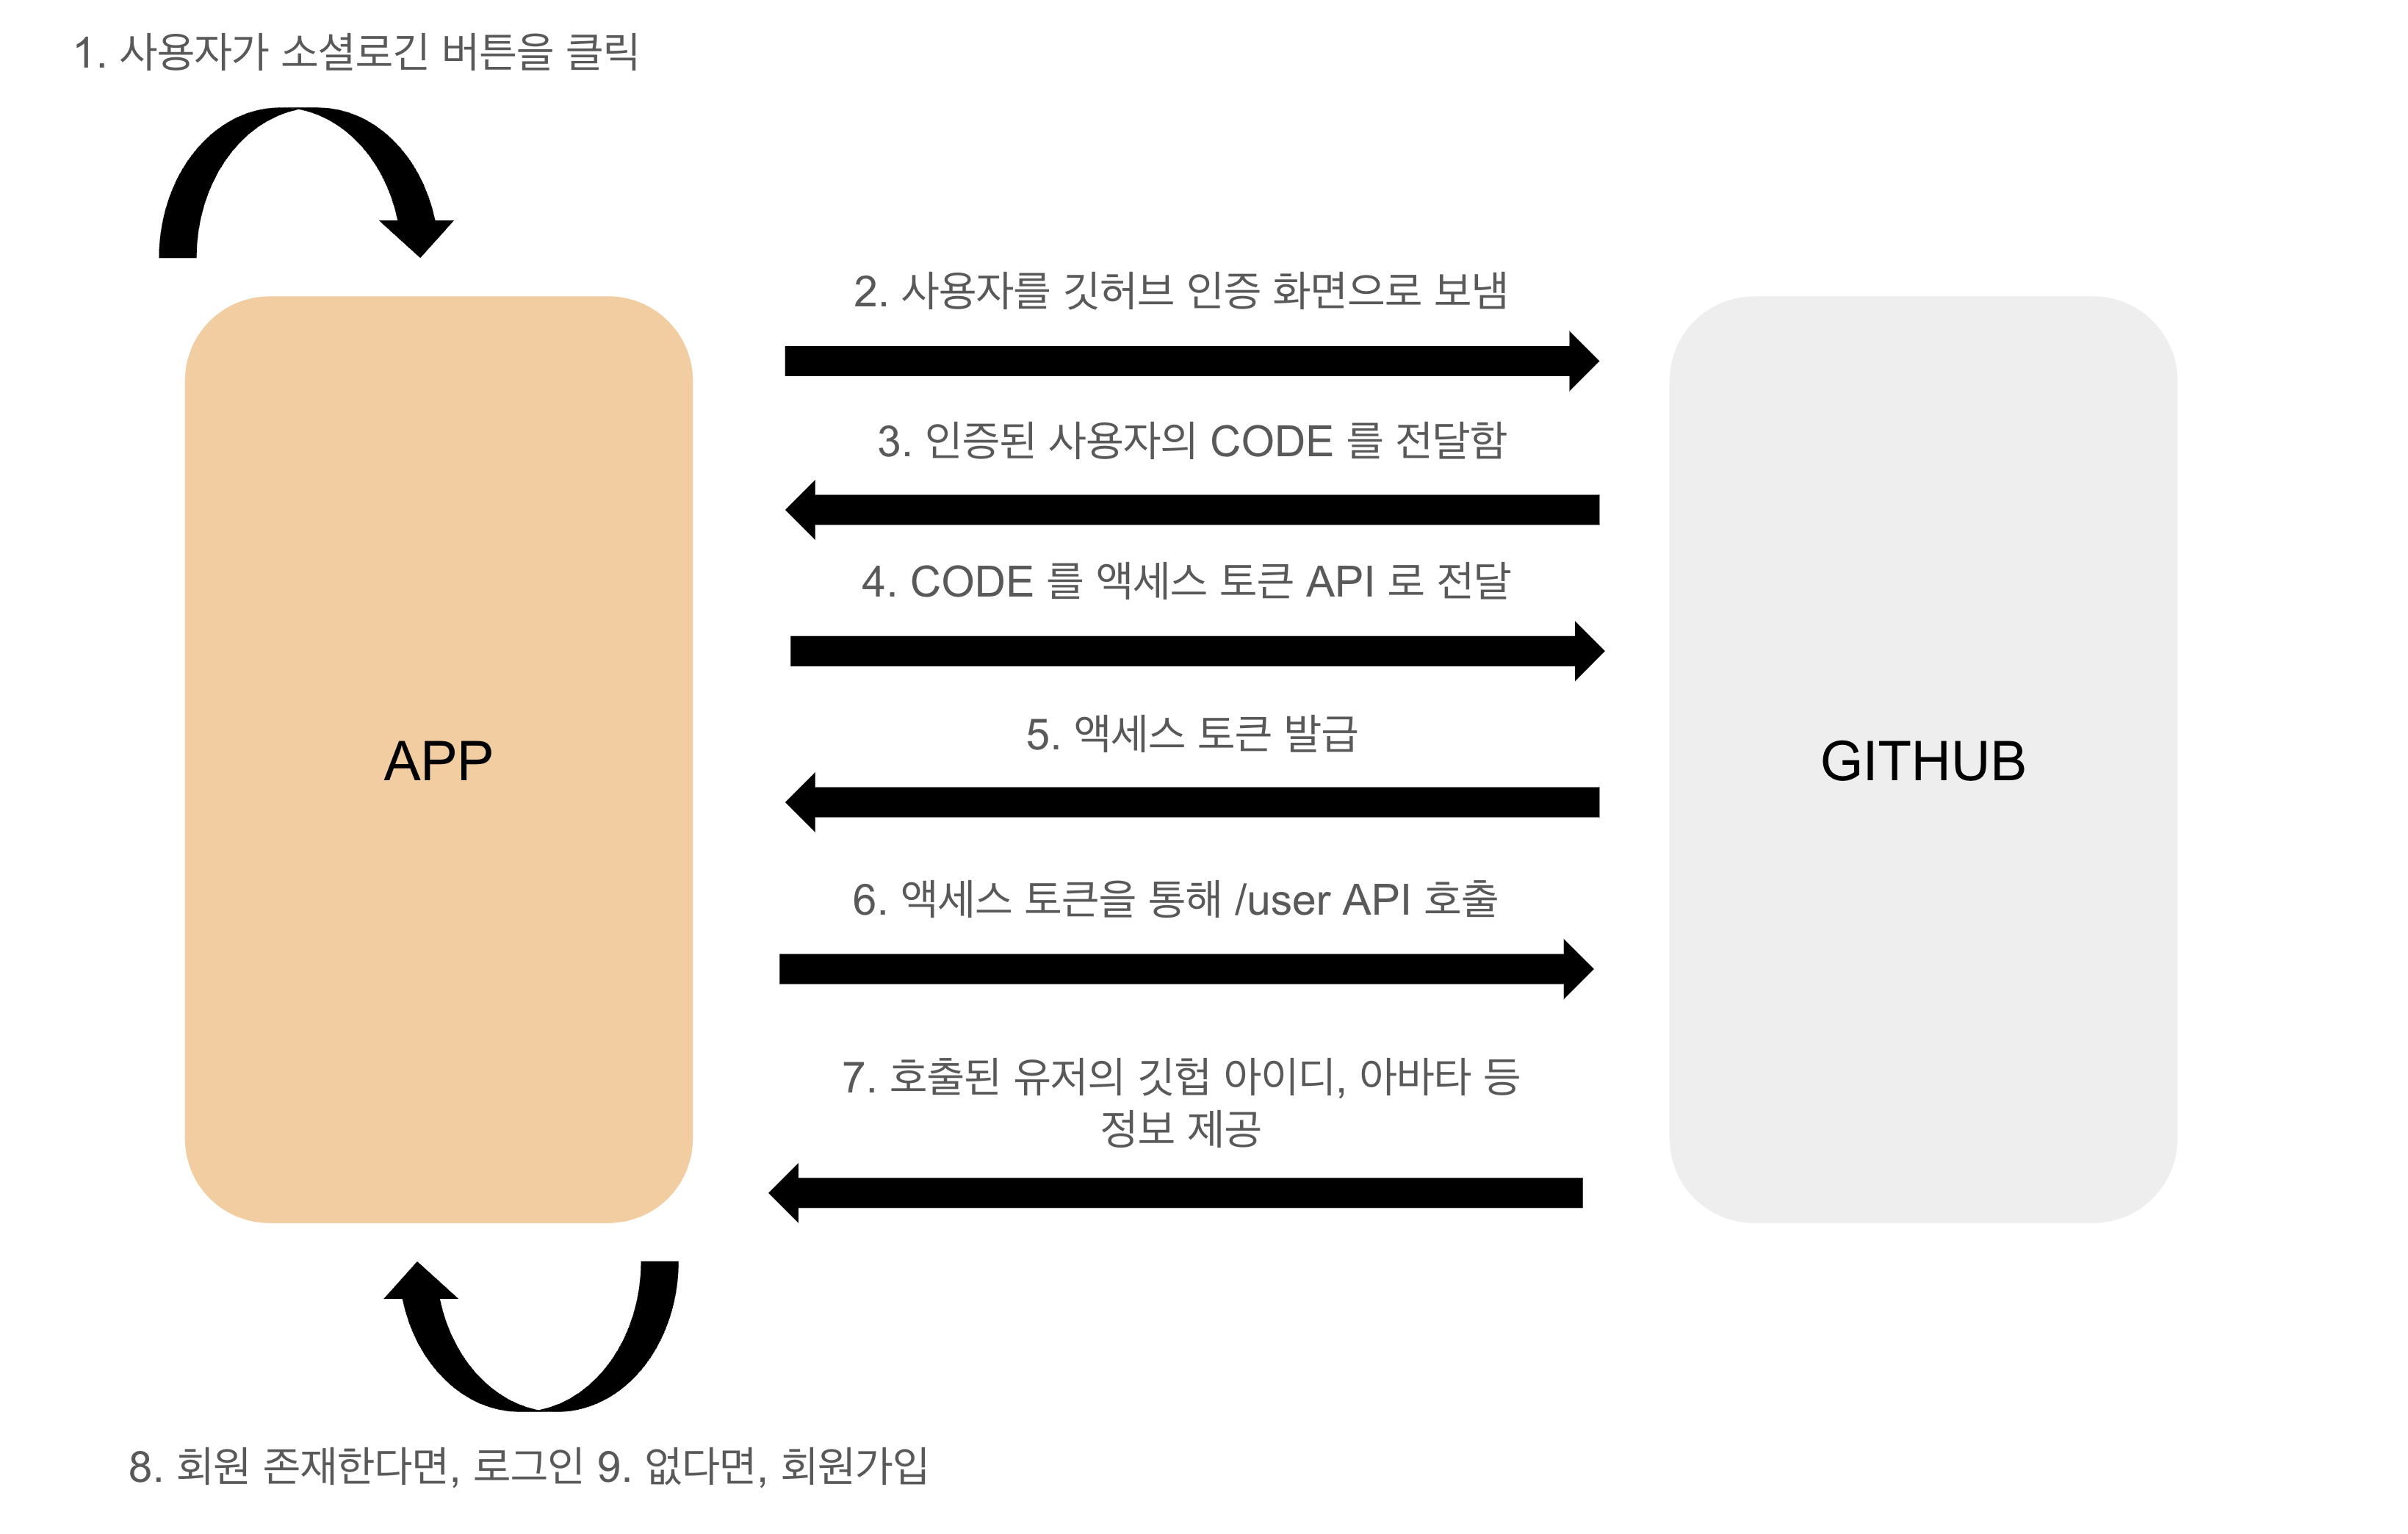 1. 사용자가 소셜로긴 버튼을 클릭
2. 사용자를 깃허브 인증 화면으로 보냄
3. 인증된 사용자의 CODE 를 전달함
4. CODE 를 액세스 토큰 API 로 전달
5. 액세스 토큰 발급
APP
GITHUB
6. 액세스 토큰을 통해 /user API 호출
7. 호출된 유저의 깃헙 아이디, 아바타 등
정보 제공
8. 회원 존재한다면, 로그인 9. 없다면, 회원가입